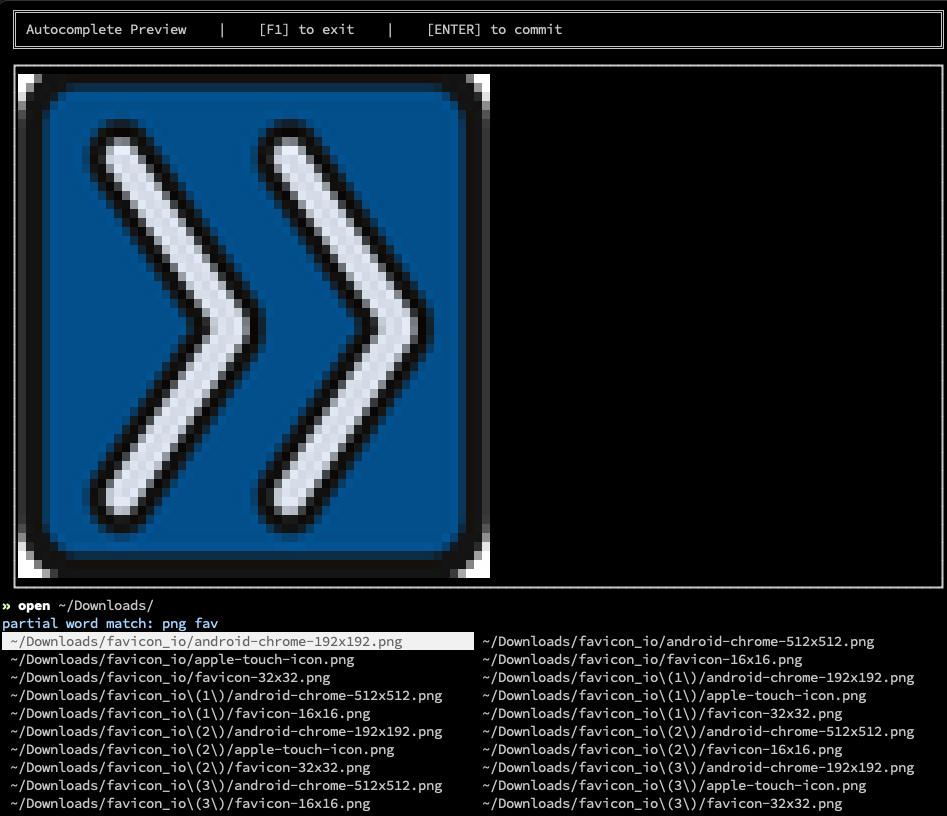 Autocomplete Preview | [F1] to exit | [ENTER] to commit
» open ~/Downloads/
partial word match: png fav
~/Downloads/favicon_io/android-chrome-192x192.png ~/Downloads/favicon_io/android-chrome-512x512.png
~/Downloads/favicon_io/apple-touch-icon.png ~/Downloads/favicon_io/favicon-16x16.png
~/Downloads/favicon_io/favicon-32x32.png ~/Downloads/favicon_io\(1\)/android-chrome-192x192.png
~/Downloads/favicon_io\(1\)/android-chrome-512x512.png ~/Downloads/favicon_io\(1\)/apple-touch-icon.png
~/Downloads/favicon_io\(1\)/favicon-16x16.png ~/Downloads/favicon_io\(1\)/favicon-32x32.png
~/Downloads/favicon_io\(2\)/android-chrome-192x192.png ~/Downloads/favicon_io\(2\)/android-chrome-512x512.png
~/Downloads/favicon_io\(2\)/apple-touch-icon.png ~/Downloads/favicon_io\(2\)/favicon-16x16.png
~/Downloads/favicon_io\(2\)/favicon-32x32.png ~/Downloads/favicon_io\(3\)/android-chrome-192x192.png
~/Downloads/favicon_io\(3\)/android-chrome-512x512.png ~/Downloads/favicon_io\(3\)/apple-touch-icon.png
~/Downloads/favicon_io\(3\)/favicon-16x16.png ~/Downloads/favicon_io\(3\)/favicon-32x32.png